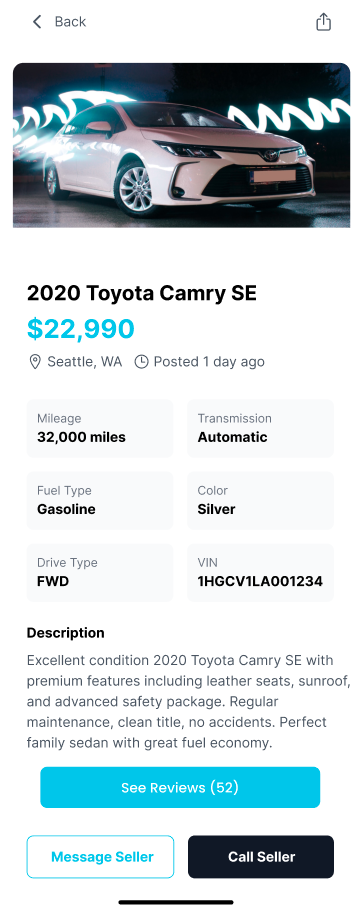 Back
2020 Toyota Camry SE
$22,990
Seattle, WA Posted 1 day ago
Mileage Transmission
32,000 miles Automatic
Fuel Type Color
Gasoline Silver
Drive Type VIN
FWD 1HGCV1LA001234
Description
Excellent condition 2020 Toyota Camry SE with
premium features including leather seats, sunroof,
and advanced safety package. Regular
maintenance, clean title, no accidents. Perfect
family sedan with great fuel economy.
See Reviews (52)
Message Seller Call Seller